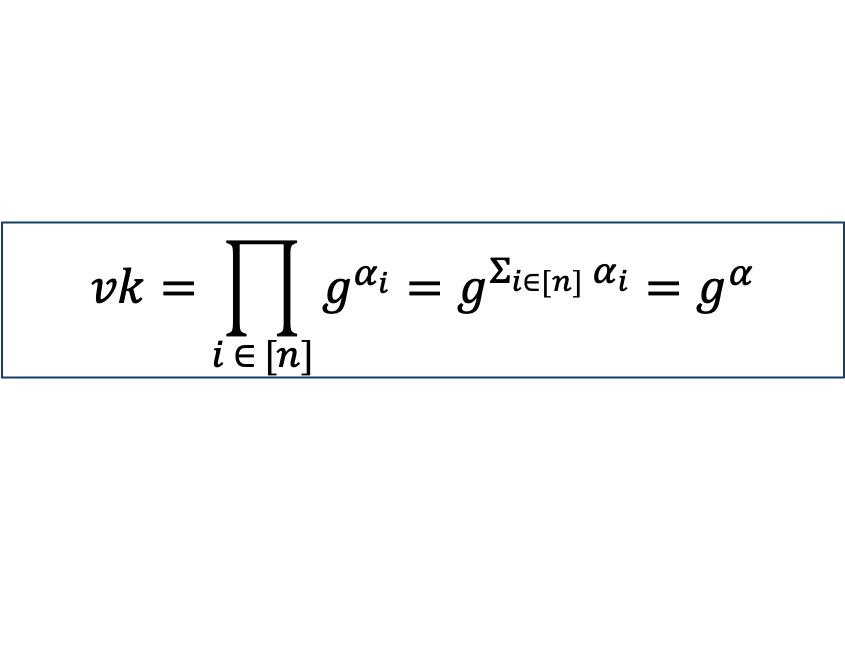 vk = ∏_{i ∈ [n]} g^{α_i} = g^{Σ_{i∈[n]} α_i} = g^α